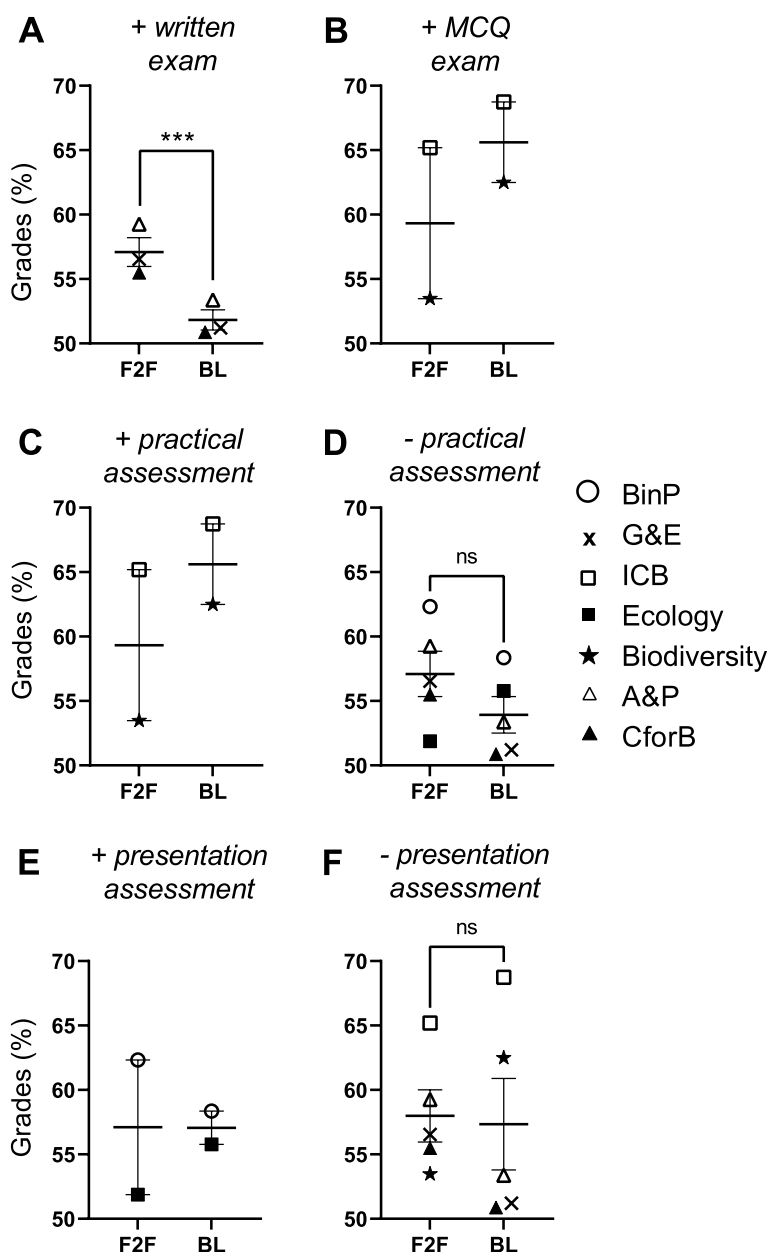 A
+ written
exam
Grades (%)
70
65
60
55
50
***
F2F
BL
B
+ MCQ
exam
70
65
60
55
50
F2F
BL
C
+ practical
assessment
Grades (%)
70
65
60
55
50
F2F
BL
D
- practical
assessment
70
65
60
55
50
ns
F2F
BL
BinP
G&E
ICB
Ecology
Biodiversity
A&P
CforB
E
+ presentation
assessment
Grades (%)
70
65
60
55
50
F2F
BL
F
- presentation
assessment
ns
70
65
60
55
50
F2F
BL